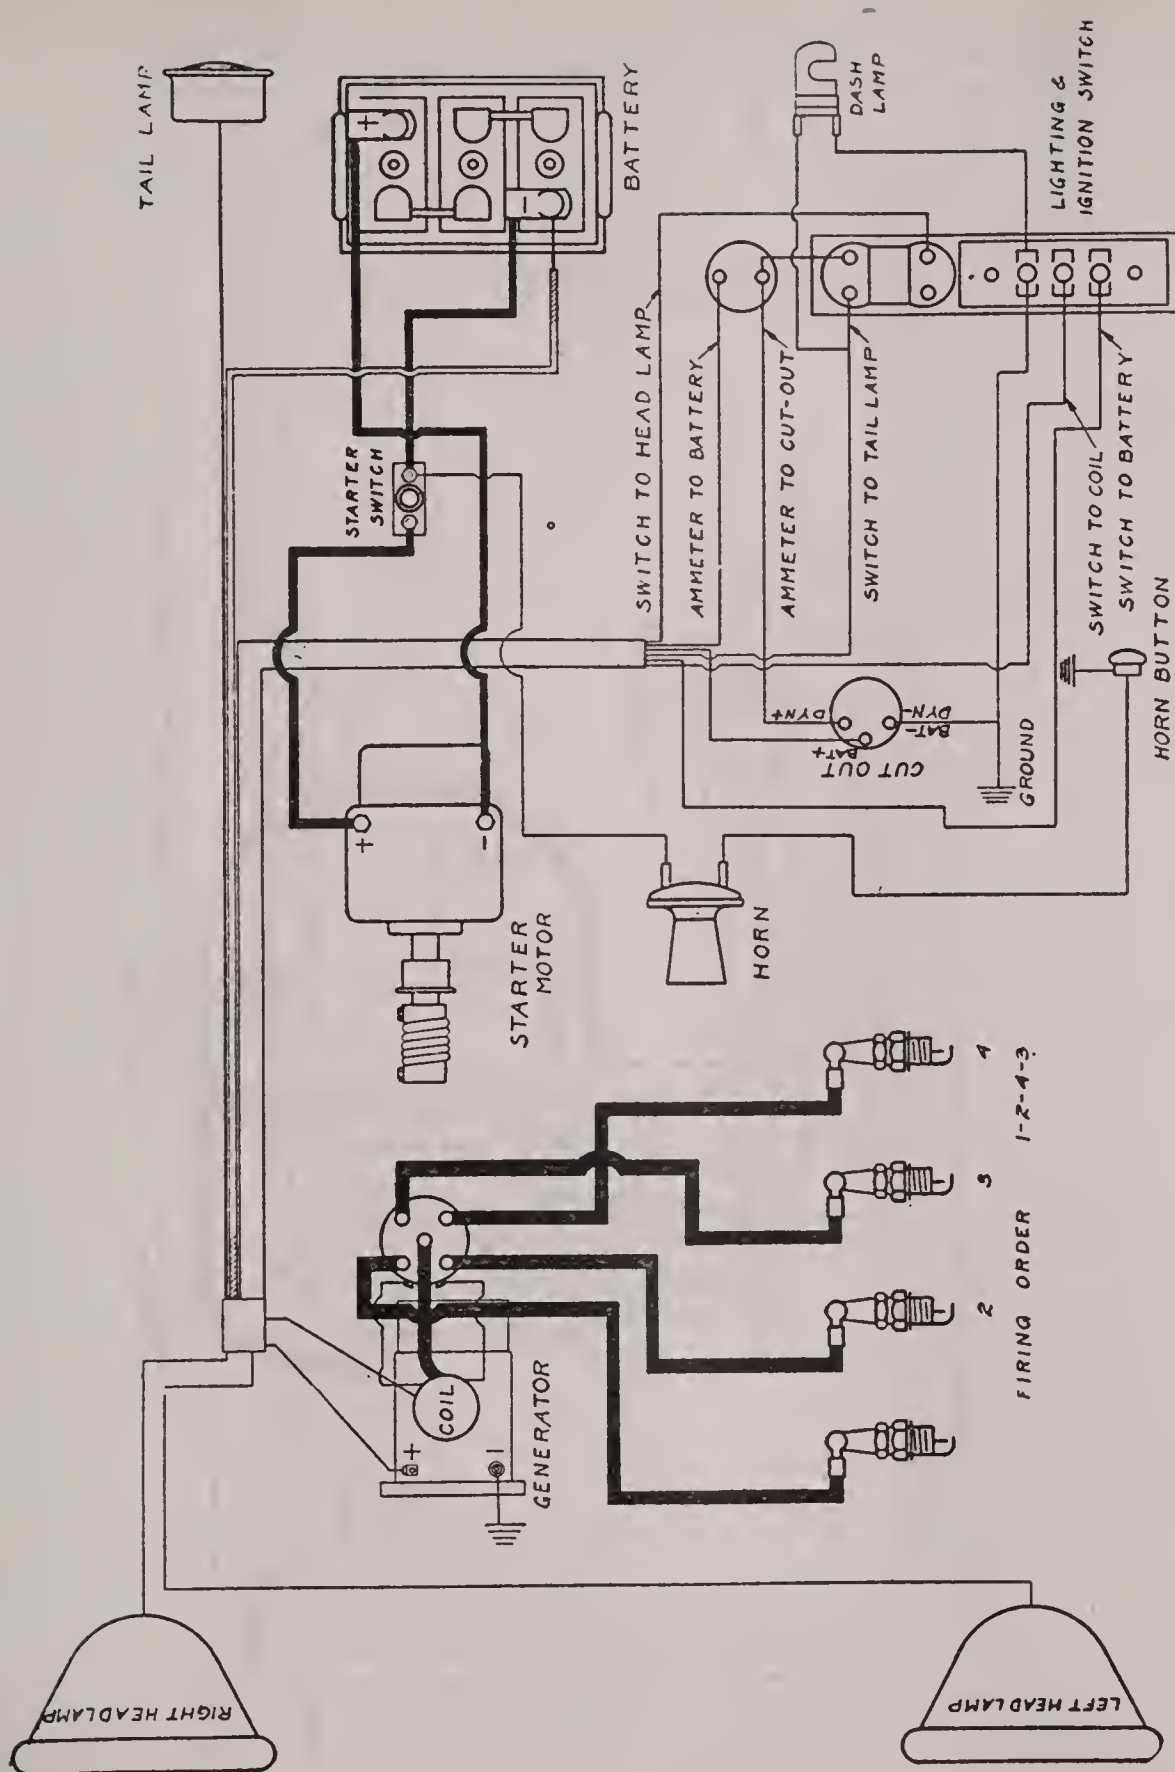 TAIL LAMP
+
-
BATTERY
DASH
LAMP
LIGHTING &
IGNITION SWITCH
STARTER
SWITCH
SWITCH TO HEAD LAMP
AMMETER TO BATTERY
AMMETER TO CUT-OUT
SWITCH TO TAIL LAMP
SWITCH TO COIL
SWITCH TO BATTERY
HORN BUTTON
DYN+
BAT+
DYN-
BAT-
CUT OUT
GROUND
+
-
STARTER
MOTOR
HORN
4
3
2
FIRING ORDER 1-2-4-3
COIL
+
-
GENERATOR
RIGHT HEADLAMP
LEFT HEADLAMP